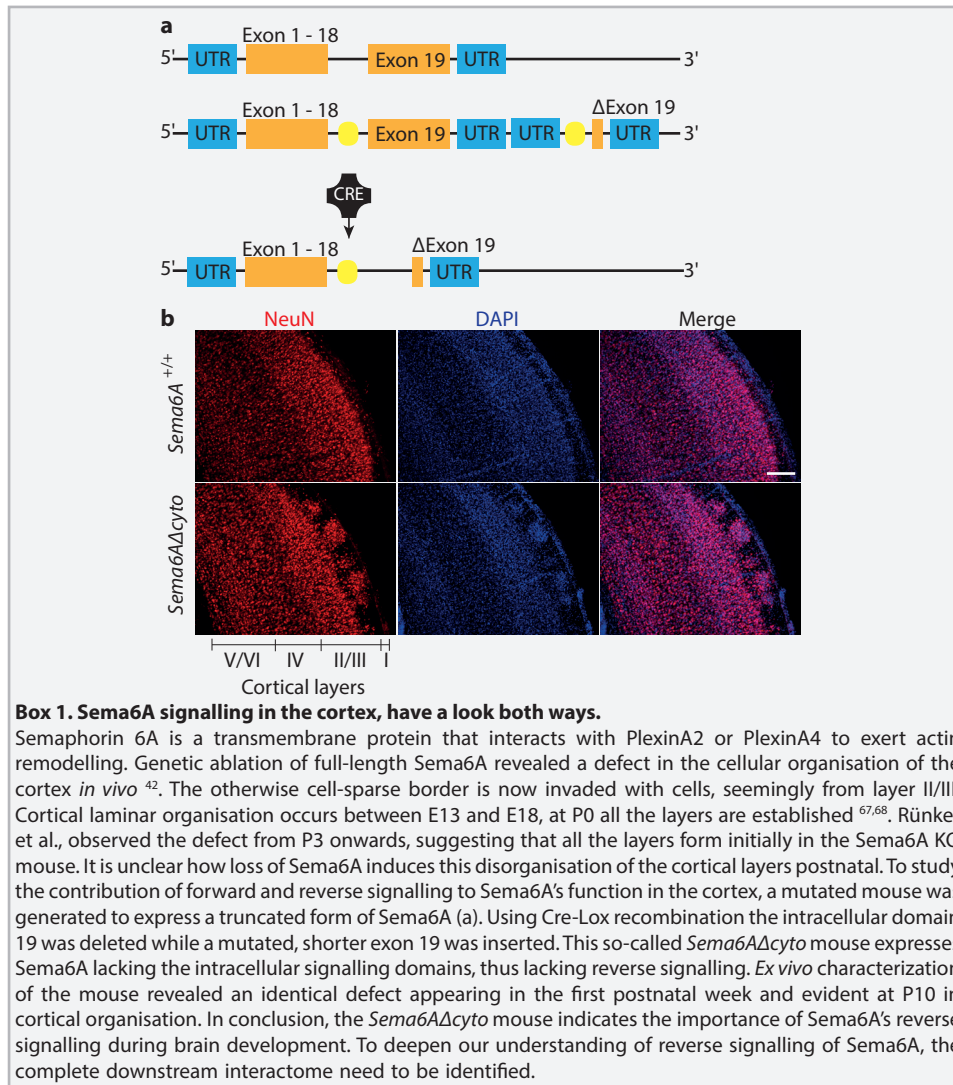 a
Exon 1 - 18
5' UTR Exon 19 UTR 3'
Exon 1 - 18 ΔExon 19
5' UTR Exon 19 UTR UTR UTR 3'
CRE
Exon 1 - 18 ΔExon 19
5' UTR UTR 3'
b
NeuN DAPI Merge
Sema6A +/+
Sema6AΔcyto
V/VI IV II/III I
Cortical layers
Box 1. Sema6A signalling in the cortex, have a look both ways.
Semaphorin 6A is a transmembrane protein that interacts with PlexinA2 or PlexinA4 to exert actin
remodelling. Genetic ablation of full-length Sema6A revealed a defect in the cellular organisation of the
cortex in vivo 42. The otherwise cell-sparse border is now invaded with cells, seemingly from layer II/III
Cortical laminar organisation occurs between E13 and E18, at P0 all the layers are established 67,68. Rünke
et al., observed the defect from P3 onwards, suggesting that all the layers form initially in the Sema6A KO
mouse. It is unclear how loss of Sema6A induces this disorganisation of the cortical layers postnatal. To study
the contribution of forward and reverse signalling to Sema6A's function in the cortex, a mutated mouse was
generated to express a truncated form of Sema6A (a). Using Cre-Lox recombination the intracellular domain
19 was deleted while a mutated, shorter exon 19 was inserted. This so-called Sema6AΔcyto mouse expresse
Sema6A lacking the intracellular signalling domains, thus lacking reverse signalling. Ex vivo characterization
of the mouse revealed an identical defect appearing in the first postnatal week and evident at P10 in
cortical organisation. In conclusion, the Sema6AΔcyto mouse indicates the importance of Sema6A's reverse
signalling during brain development. To deepen our understanding of reverse signalling of Sema6A, the
complete downstream interactome need to be identified.